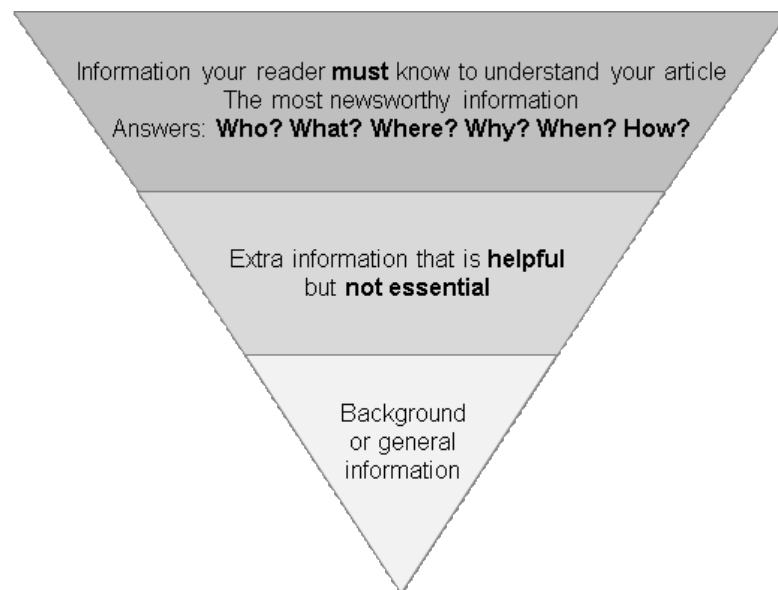 Information your reader must know to understand your article
The most newsworthy information
Answers: Who? What? Where? Why? When? How?
Extra information that is helpful
but not essential
Background
or general
information